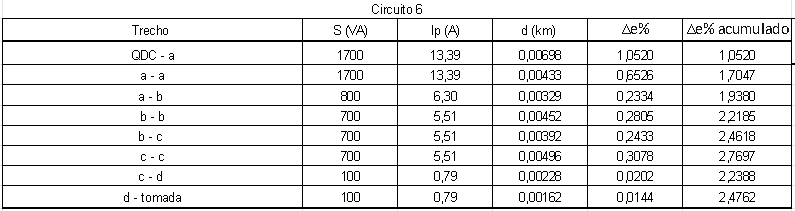 Circuito 6
Trecho S (VA) Ip (A) d (km) Δe% Δe% acumulado
QDC - a 1700 13,39 0,00698 1,0520 1,0520
a - a 1700 13,39 0,00433 0,6526 1,7047
a - b 800 6,30 0,00329 0,2334 1,9380
b - b 700 5,51 0,00452 0,2805 2,2185
b - c 700 5,51 0,00392 0,2433 2,4618
c - c 700 5,51 0,00496 0,3078 2,7697
c - d 100 0,79 0,00228 0,0202 2,2388
d - tomada 100 0,79 0,00162 0,0144 2,4762